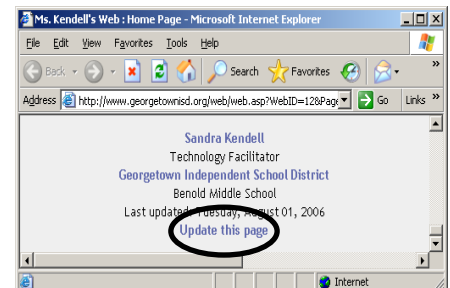 Ms. Kendell's Web : Home Page - Microsoft Internet Explorer
File Edit View Favorites Tools Help
Back Search Favorites »
Address http://www.georgetownisd.org/web/web.asp?WebID=128&Page Go Links »
Sandra Kendell
Technology Facilitator
Georgetown Independent School District
Benold Middle School
Last updated: Tuesday, August 01, 2006
Update this page
Internet